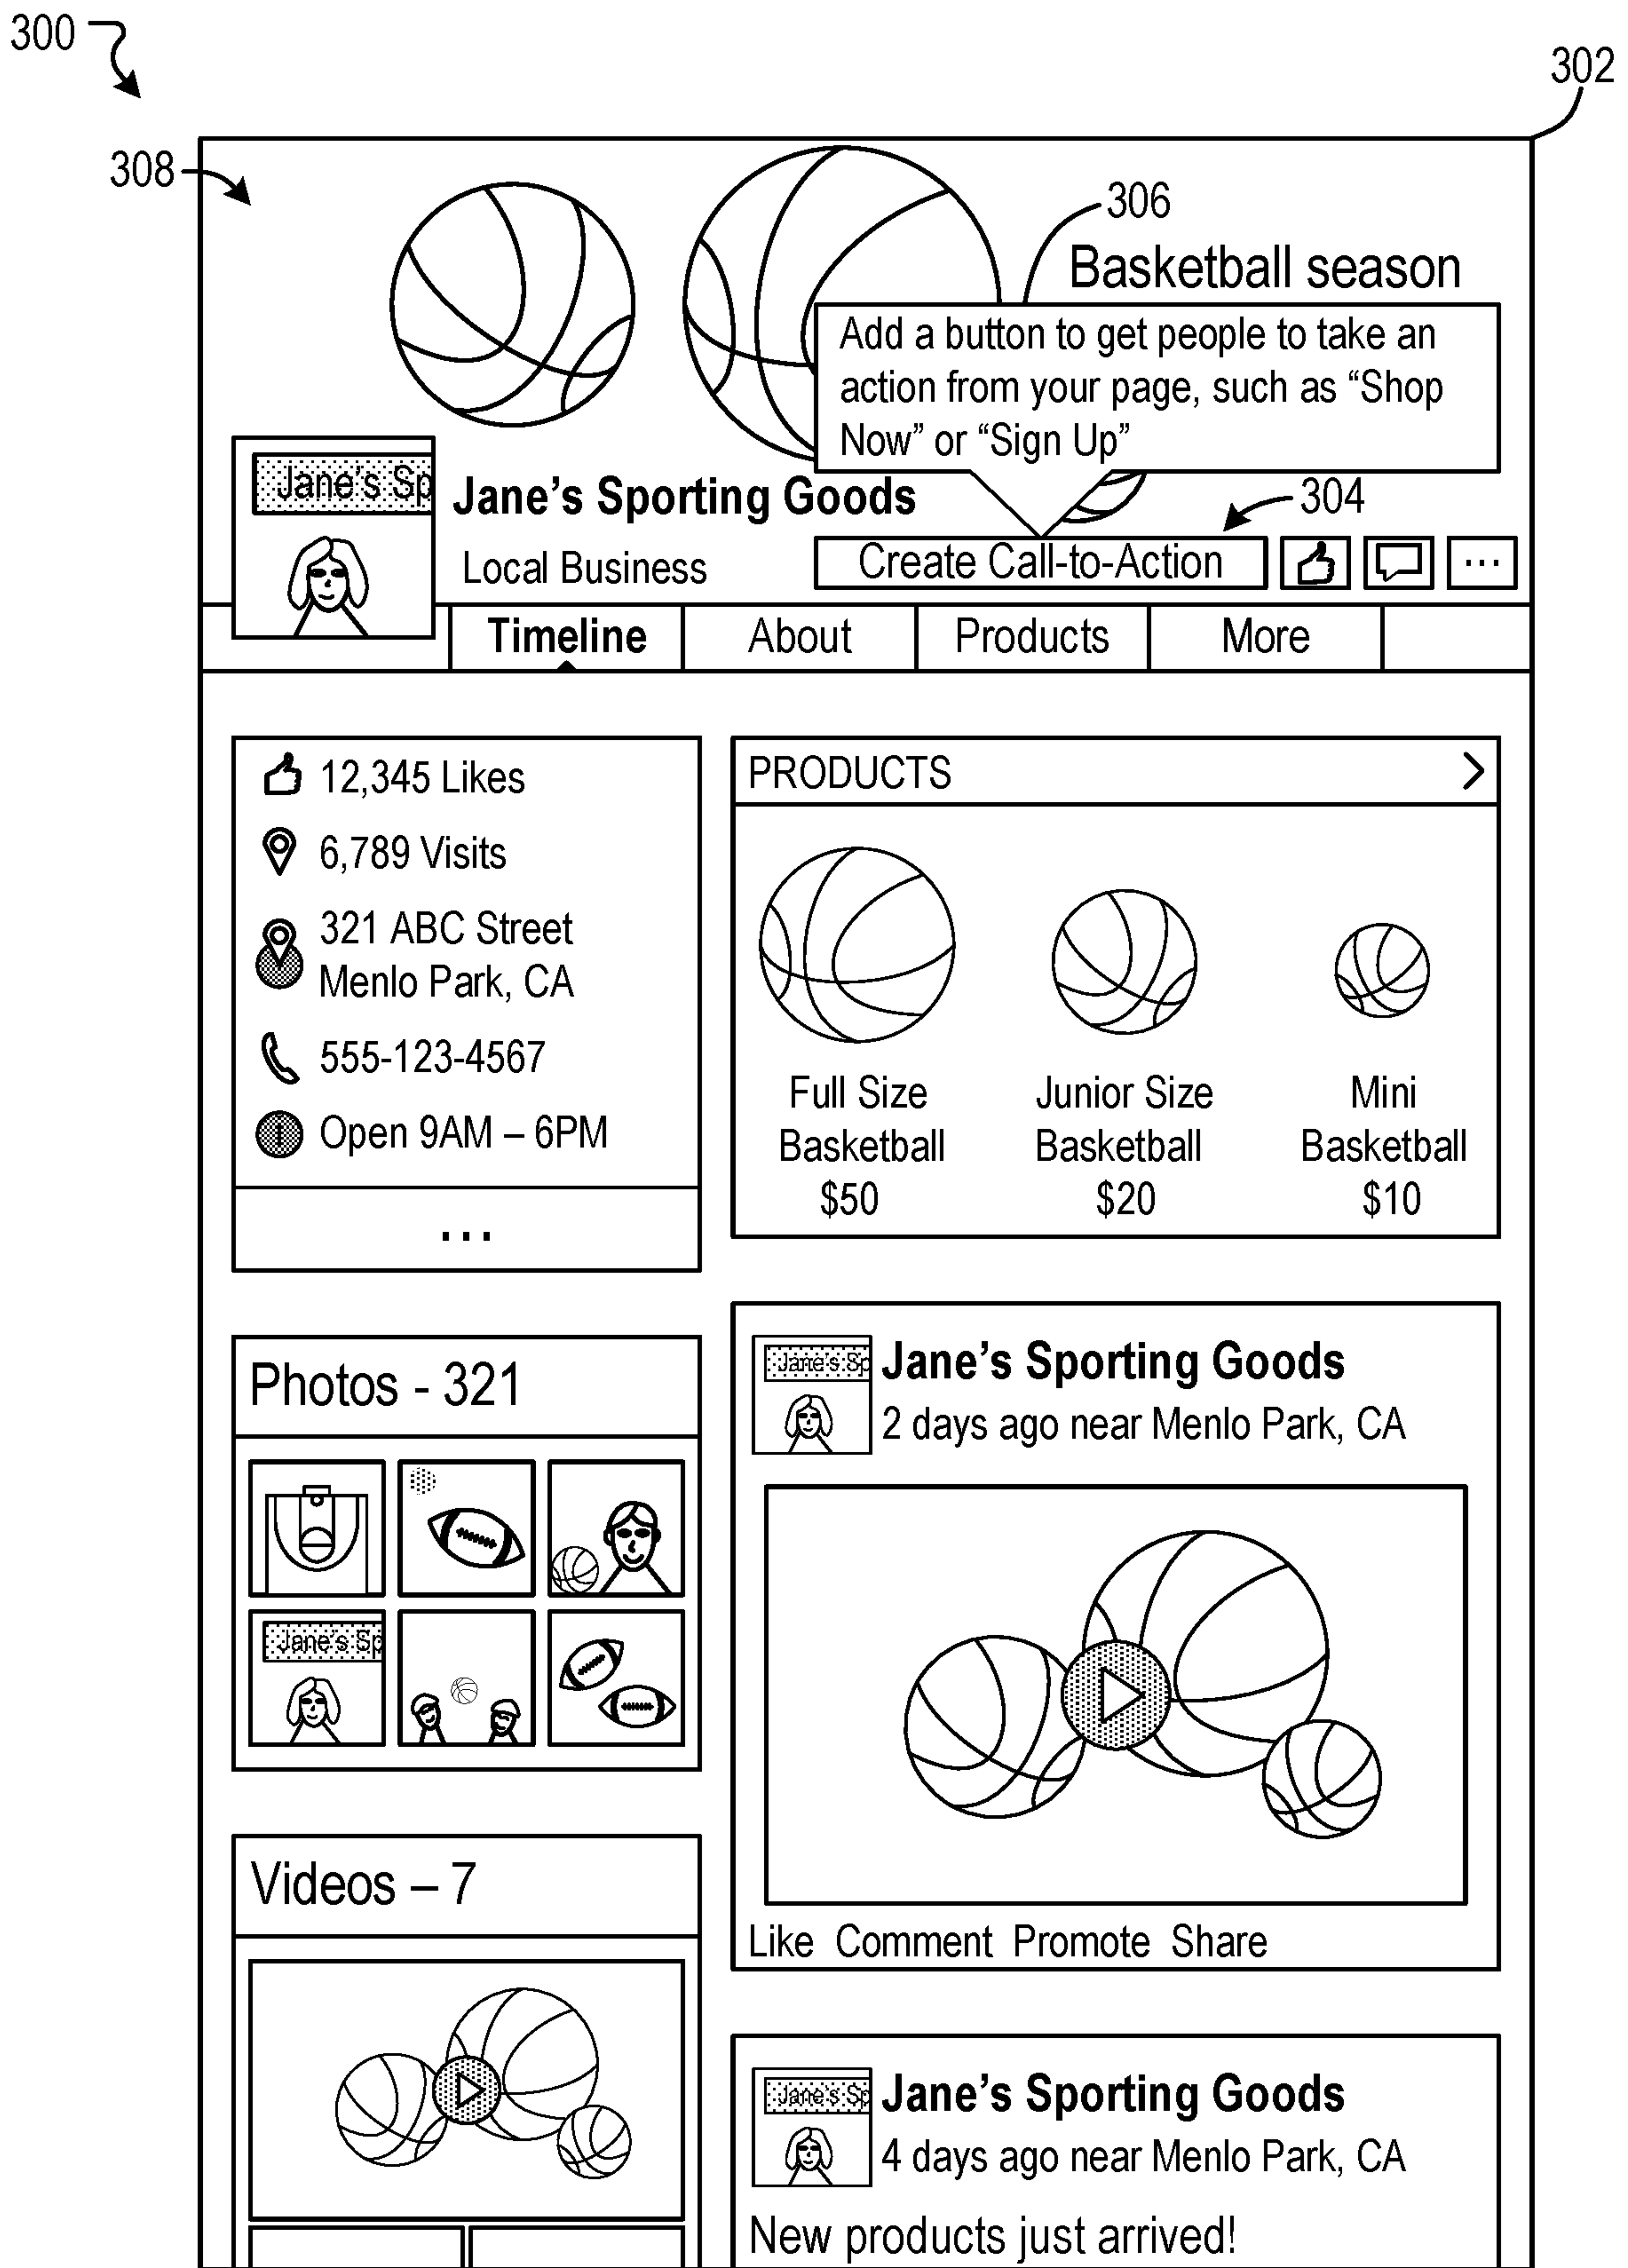 300
302
308
306
Basketball season
Add a button to get people to take an
action from your page, such as “Shop
Now” or “Sign Up”
Jane’s Sp
Jane’s Sporting Goods
304
Local Business
Create Call-to-Action
...
Timeline
About
Products
More
12,345 Likes
6,789 Visits
321 ABC Street
Menlo Park, CA
555-123-4567
Open 9AM – 6PM
...
PRODUCTS
Full Size
Basketball
$50
Junior Size
Basketball
$20
Mini
Basketball
$10
Photos - 321
Jane’s Sp
Videos – 7
Jane’s Sp
Jane’s Sporting Goods
2 days ago near Menlo Park, CA
Like Comment Promote Share
Jane’s Sp
Jane’s Sporting Goods
4 days ago near Menlo Park, CA
New products just arrived!